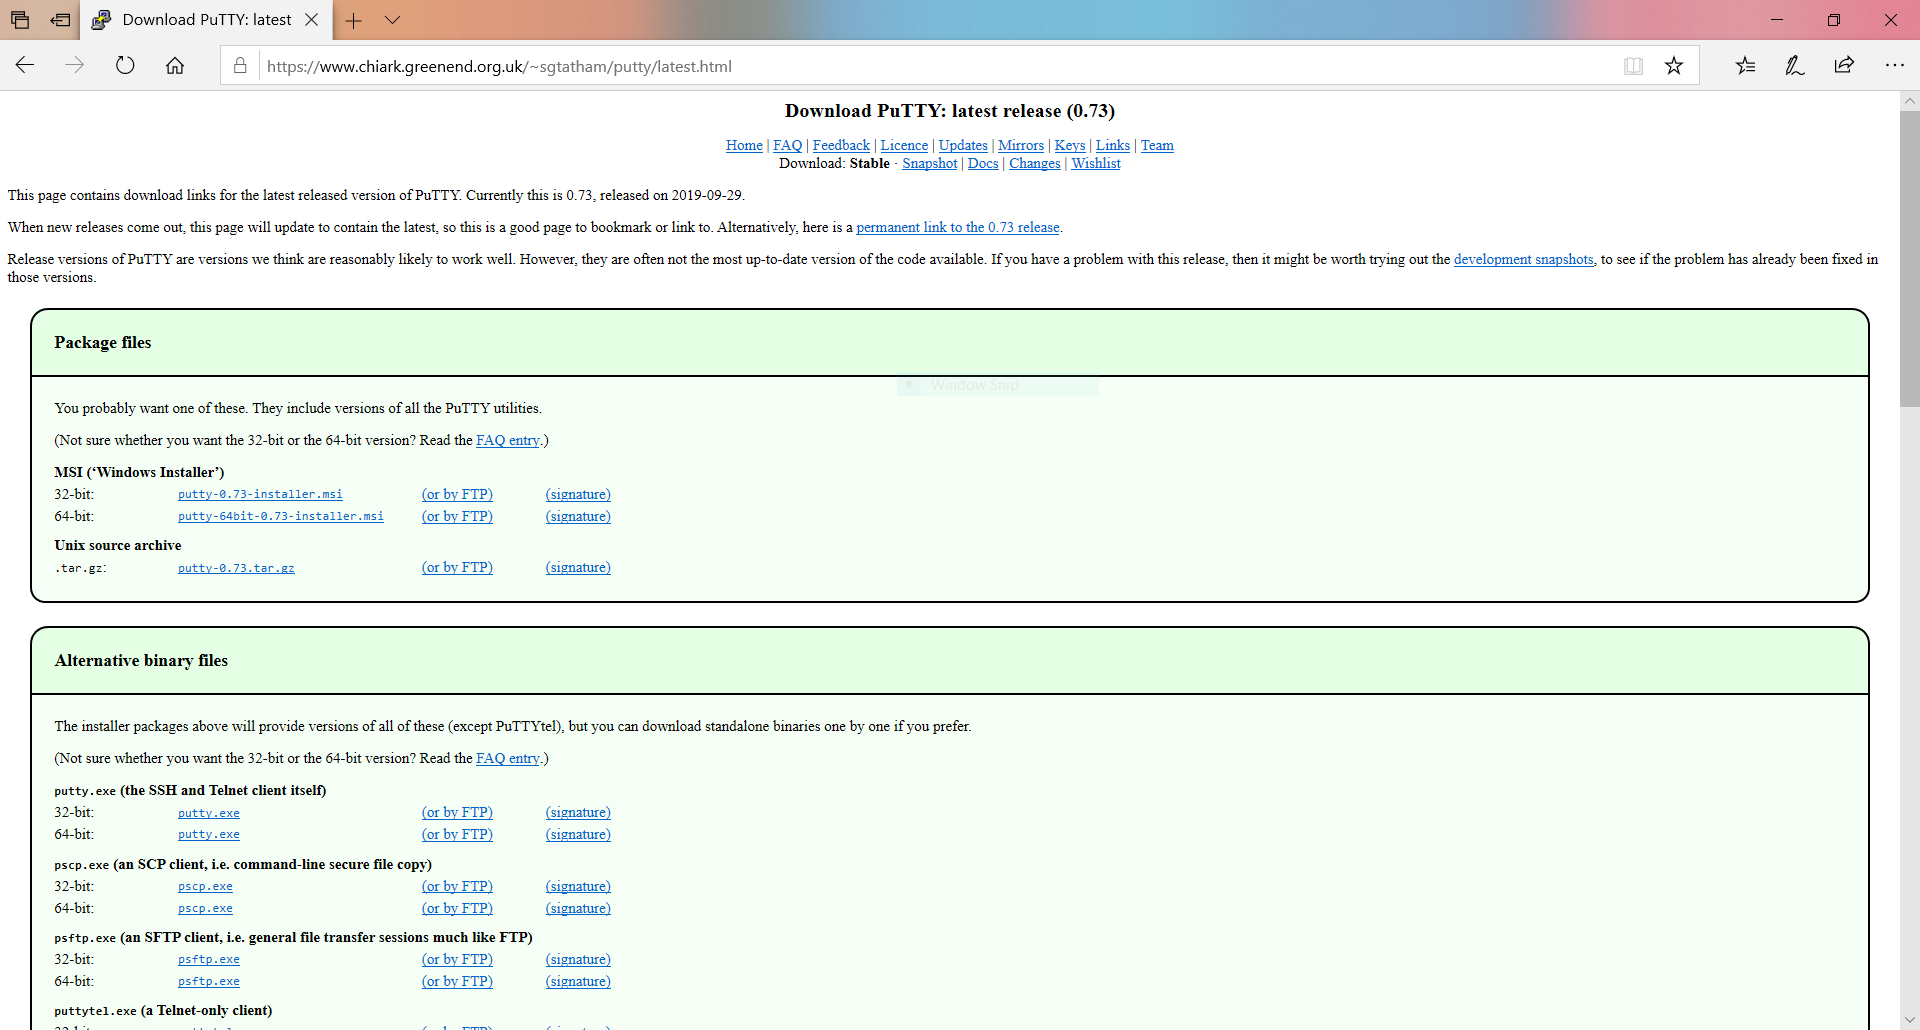 Download PuTTY: latest
https://www.chiark.greenend.org.uk/~sgtatham/putty/latest.html
Download PuTTY: latest release (0.73)
Home | FAQ | Feedback | Licence | Updates | Mirrors | Keys | Links | Team
Download: Stable · Snapshot | Docs | Changes | Wishlist
This page contains download links for the latest released version of PuTTY. Currently this is 0.73, released on 2019-09-29.
When new releases come out, this page will update to contain the latest, so this is a good page to bookmark or link to. Alternatively, here is a permanent link to the 0.73 release.
Release versions of PuTTY are versions we think are reasonably likely to work well. However, they are often not the most up-to-date version of the code available. If you have a problem with this release, then it might be worth trying out the development snapshots, to see if the problem has already been fixed in
those versions.
Package files
Window Snip
You probably want one of these. They include versions of all the PuTTY utilities.
(Not sure whether you want the 32-bit or the 64-bit version? Read the FAQ entry.)
MSI (‘Windows Installer’)
32-bit: putty-0.73-installer.msi (or by FTP) (signature)
64-bit: putty-64bit-0.73-installer.msi (or by FTP) (signature)
Unix source archive
.tar.gz: putty-0.73.tar.gz (or by FTP) (signature)
Alternative binary files
The installer packages above will provide versions of all of these (except PuTTYtel), but you can download standalone binaries one by one if you prefer.
(Not sure whether you want the 32-bit or the 64-bit version? Read the FAQ entry.)
putty.exe (the SSH and Telnet client itself)
32-bit: putty.exe (or by FTP) (signature)
64-bit: putty.exe (or by FTP) (signature)
pscp.exe (an SCP client, i.e. command-line secure file copy)
32-bit: pscp.exe (or by FTP) (signature)
64-bit: pscp.exe (or by FTP) (signature)
psftp.exe (an SFTP client, i.e. general file transfer sessions much like FTP)
32-bit: psftp.exe (or by FTP) (signature)
64-bit: psftp.exe (or by FTP) (signature)
puttytel.exe (a Telnet-only client)